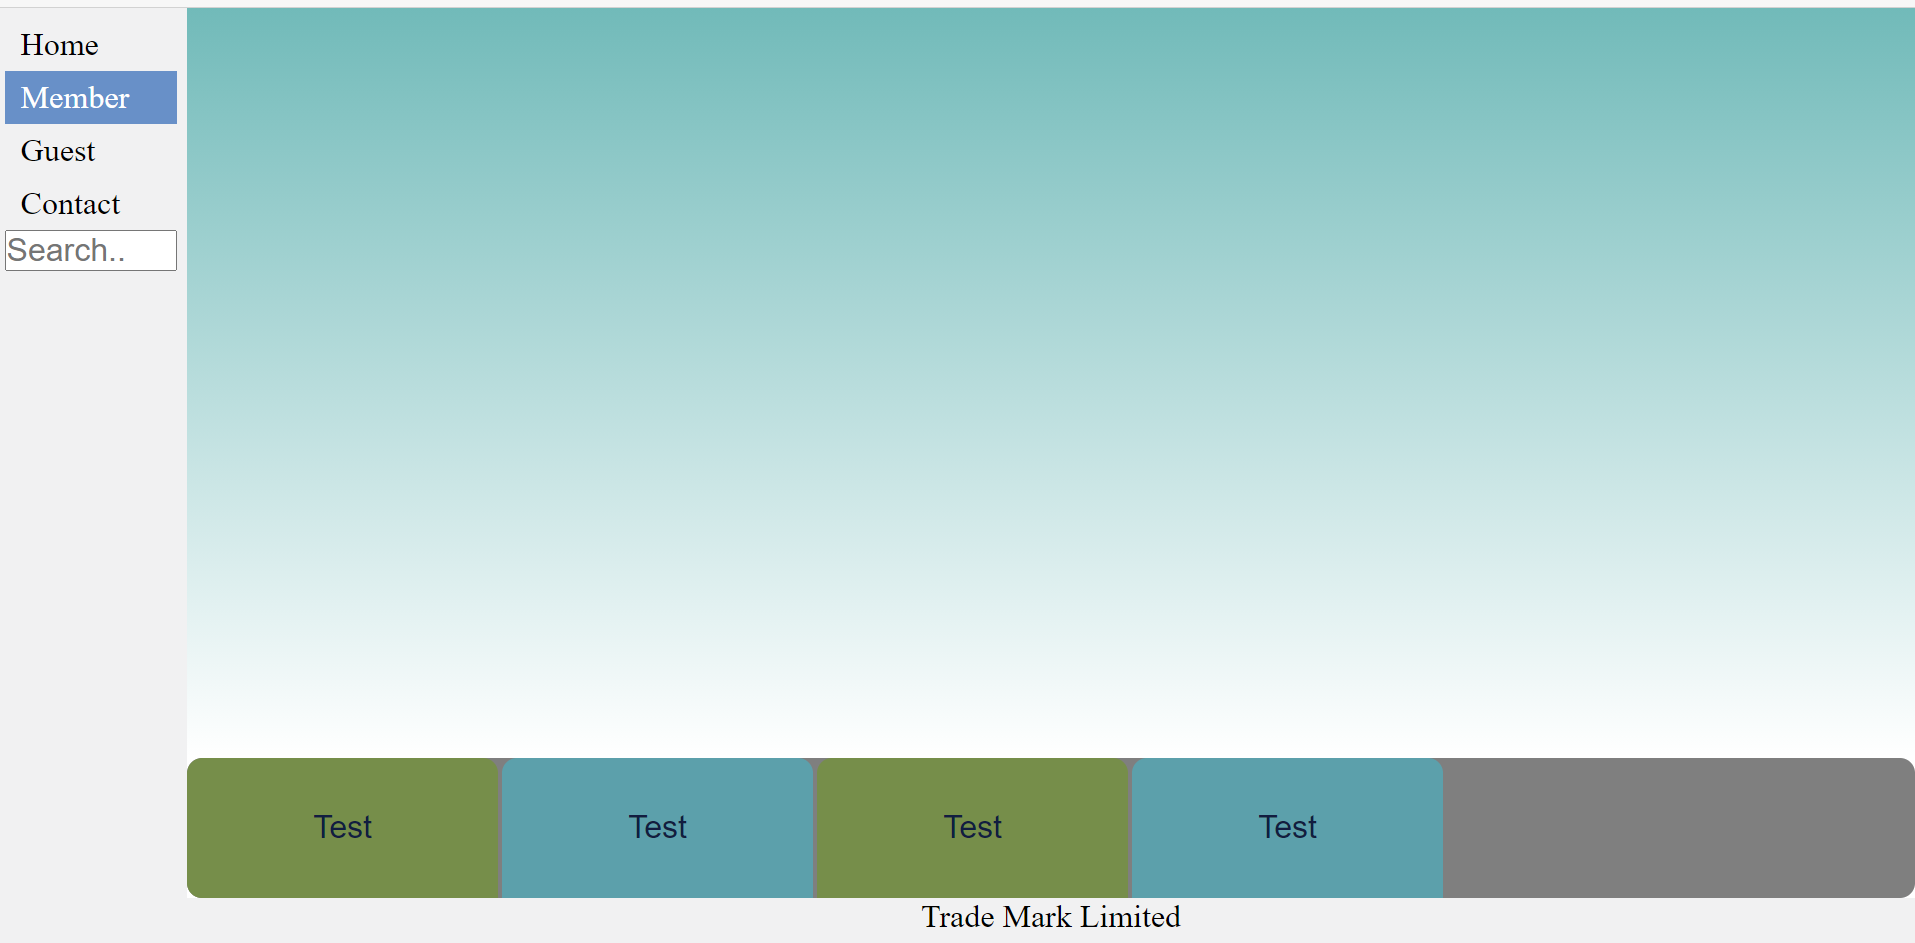 Home
Member
Guest
Contact
Search..
Test Test Test Test
Trade Mark Limited